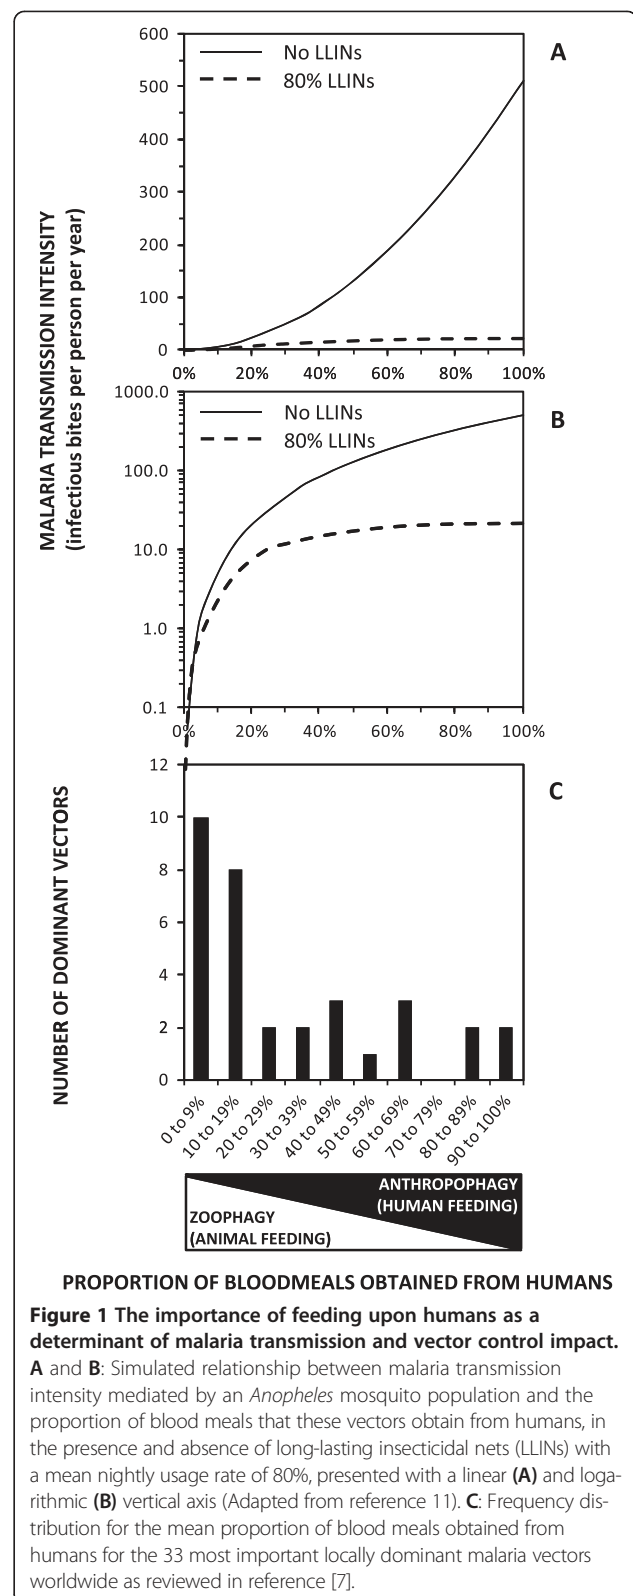 600
500
400
300
200
100
0
No LLINs
80% LLINs
A
0% 20% 40% 60% 80% 100%
MALARIA TRANSMISSION INTENSITY
(infectious bites per person per year)
1000.0
100.0
10.0
1.0
0.1
No LLINs
80% LLINs
B
0% 20% 40% 60% 80% 100%
NUMBER OF DOMINANT VECTORS
12
10
8
6
4
2
0
C
0 to 9%
10 to 19%
20 to 29%
30 to 39%
40 to 49%
50 to 59%
60 to 69%
70 to 79%
80 to 89%
90 to 100%
ANTHROPOPHAGY
(HUMAN FEEDING)
ZOOPHAGY
(ANIMAL FEEDING)
PROPORTION OF BLOODMEALS OBTAINED FROM HUMANS
Figure 1 The importance of feeding upon humans as a
determinant of malaria transmission and vector control impact.
A and B: Simulated relationship between malaria transmission
intensity mediated by an Anopheles mosquito population and the
proportion of blood meals that these vectors obtain from humans, in
the presence and absence of long-lasting insecticidal nets (LLINs) with
a mean nightly usage rate of 80%, presented with a linear (A) and loga-
rithmic (B) vertical axis (Adapted from reference 11). C: Frequency dis-
tribution for the mean proportion of blood meals obtained from
humans for the 33 most important locally dominant malaria vectors
worldwide as reviewed in reference [7].